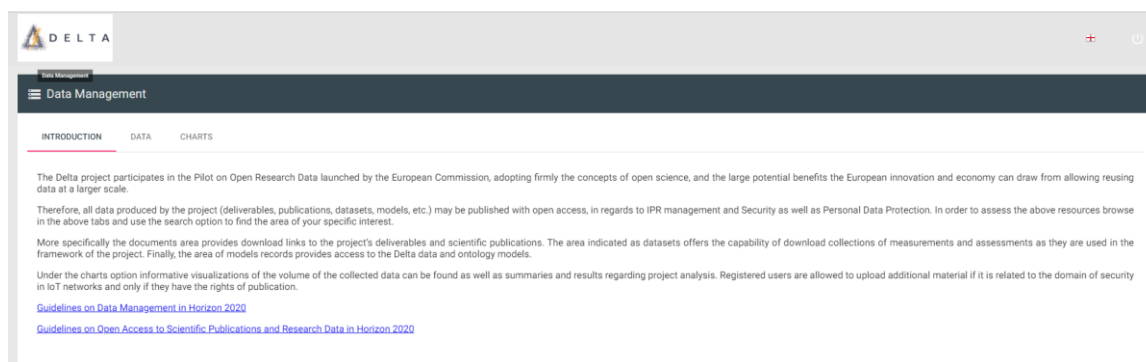 DELTA
Data Management
Data Management
INTRODUCTION DATA CHARTS
The Delta project participates in the Pilot on Open Research Data launched by the European Commission, adopting firmly the concepts of open science, and the large potential benefits the European innovation and economy can draw from allowing reusing
data at a larger scale.
Therefore, all data produced by the project (deliverables, publications, datasets, models, etc.) may be published with open access, in regards to IPR management and Security as well as Personal Data Protection. In order to assess the above resources browse
in the above tabs and use the search option to find the area of your specific interest.
More specifically the documents area provides download links to the project's deliverables and scientific publications. The area indicated as datasets offers the capability of download collections of measurements and assessments as they are used in the
framework of the project. Finally, the area of models records provides access to the Delta data and ontology models.
Under the charts option informative visualizations of the volume of the collected data can be found as well as summaries and results regarding project analysis. Registered users are allowed to upload additional material if it is related to the domain of security
in IoT networks and only if they have the rights of publication.
Guidelines on Data Management in Horizon 2020
Guidelines on Open Access to Scientific Publications and Research Data in Horizon 2020